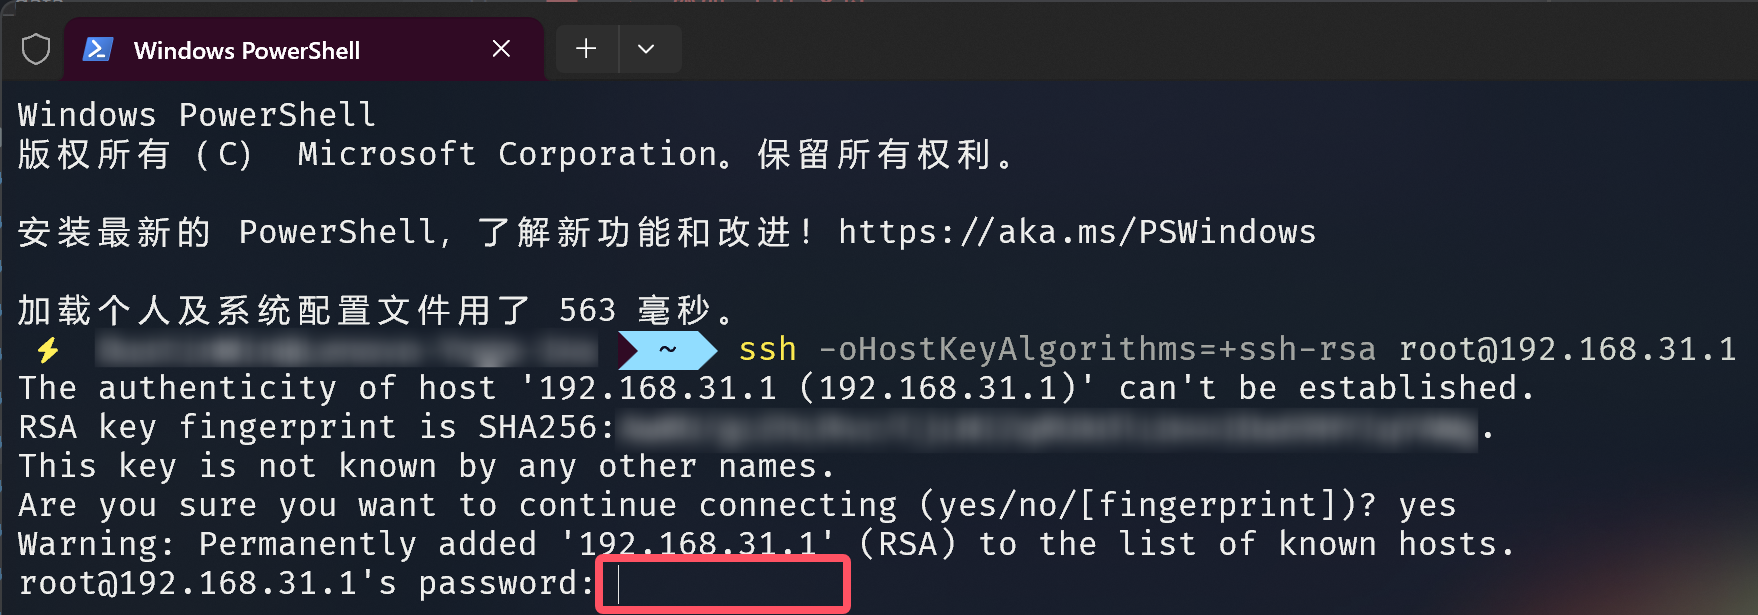 Windows PowerShell
Windows PowerShell
版权所有 (C)  Microsoft Corporation。保留所有权利。
安装最新的 PowerShell，了解新功能和改进！https://aka.ms/PSWindows
加载个人及系统配置文件用了 563 毫秒。
~ ssh -oHostKeyAlgorithms=+ssh-rsa root@192.168.31.1
The authenticity of host '192.168.31.1 (192.168.31.1)' can't be established.
RSA key fingerprint is SHA256:
This key is not known by any other names.
Are you sure you want to continue connecting (yes/no/[fingerprint])? yes
Warning: Permanently added '192.168.31.1' (RSA) to the list of known hosts.
root@192.168.31.1's password: